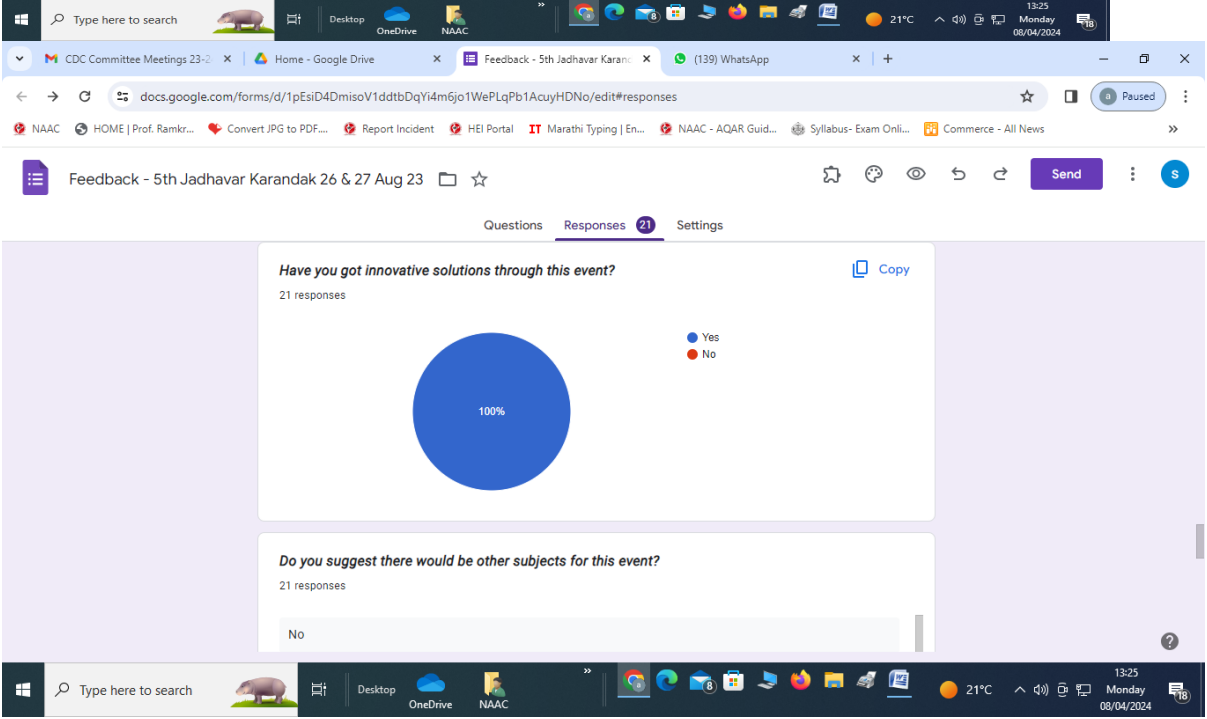 Type here to search
Desktop
OneDrive
NAAC
»
8
21°C
13:25
Monday
08/04/2024
18
CDC Committee Meetings 23-2
Home - Google Drive
Feedback - 5th Jadhavar Karand
(139) WhatsApp
docs.google.com/forms/d/1pEsiD4DmisoV1ddtbDqYi4m6jo1WePLqPb1AcuyHDNo/edit#responses
a Paused
NAAC
HOME | Prof. Ramkr...
Convert JPG to PDF....
Report Incident
HEI Portal
IT Marathi Typing | En...
NAAC - AQAR Guid...
Syllabus- Exam Onli...
Commerce - All News
»
Feedback - 5th Jadhavar Karandak 26 & 27 Aug 23
Send
S
Questions
Responses 21
Settings
Have you got innovative solutions through this event?
Copy
21 responses
Yes
No
100%
Do you suggest there would be other subjects for this event?
21 responses
No
Type here to search
Desktop
OneDrive
NAAC
»
8
21°C
13:25
Monday
08/04/2024
18